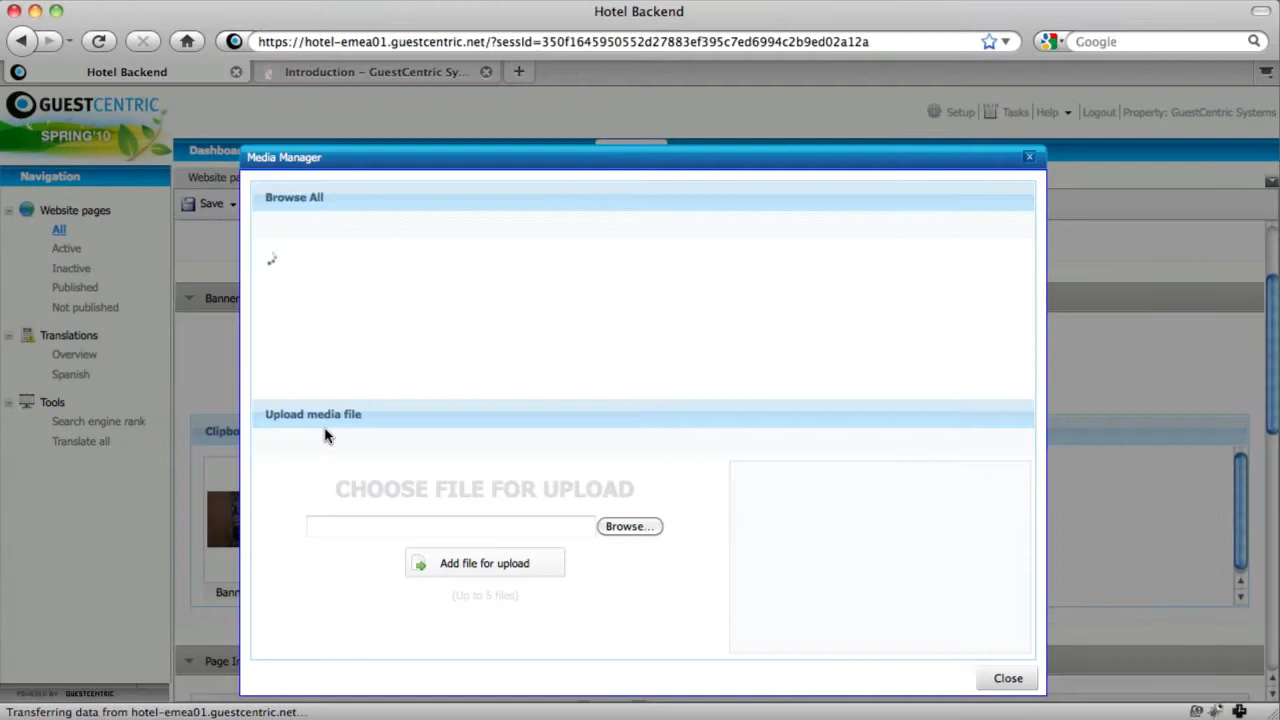 Hotel Backend
https://hotel-emea01.guestcentric.net/?sessId=350f1645950552d27883ef395c7ed6994c2b9ed02a12a
Google
Hotel Backend
Introduction – GuestCentric Sy...
GUESTCENTRIC
SPRING'10
Setup
Tasks
Help
Logout
Property: GuestCentric Systems
Navigation
Website pages
All
Active
Inactive
Published
Not published
Translations
Overview
Spanish
Tools
Search engine rank
Translate all
POWERED BY GUESTCENTRIC
Dashboa
Website pa
Save
Banner
Clipbo
Bann
Page In
Media Manager
Browse All
Upload media file
CHOOSE FILE FOR UPLOAD
Browse...
Add file for upload
(Up to 5 files)
Close
Transferring data from hotel-emea01.guestcentric.net...